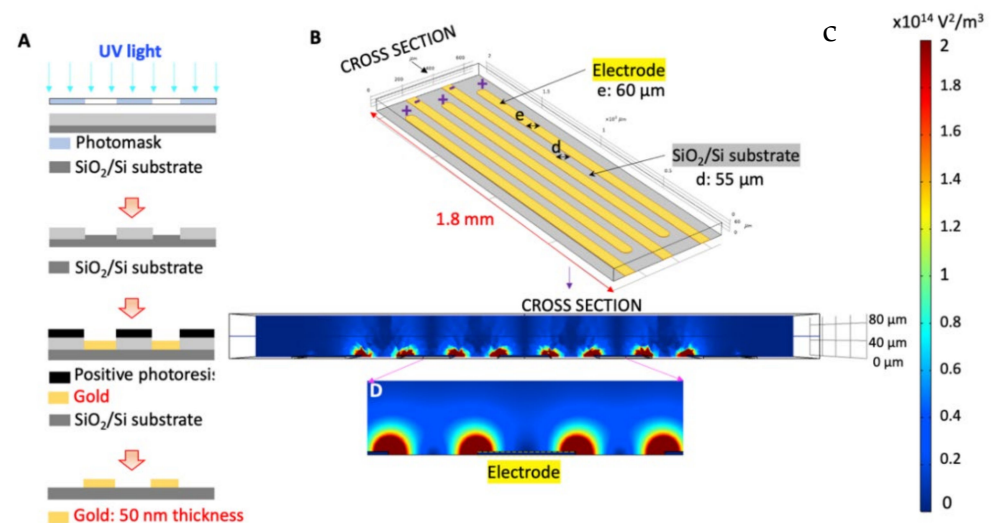 A
UV light
Photomask
SiO2/Si substrate
SiO2/Si substrate
Positive photoresi
Gold
SiO2/Si substrate
Gold: 50 nm thickness
B
CROSS SECTION
+
-
+
-
+
Electrode
e: 60 μm
e
d
SiO2/Si substrate
d: 55 μm
1.8 mm
CROSS SECTION
80 μm
40 μm
0 μm
D
Electrode
C
x10^14 V^2/m^3
2
1.8
1.6
1.4
1.2
1
0.8
0.6
0.4
0.2
0